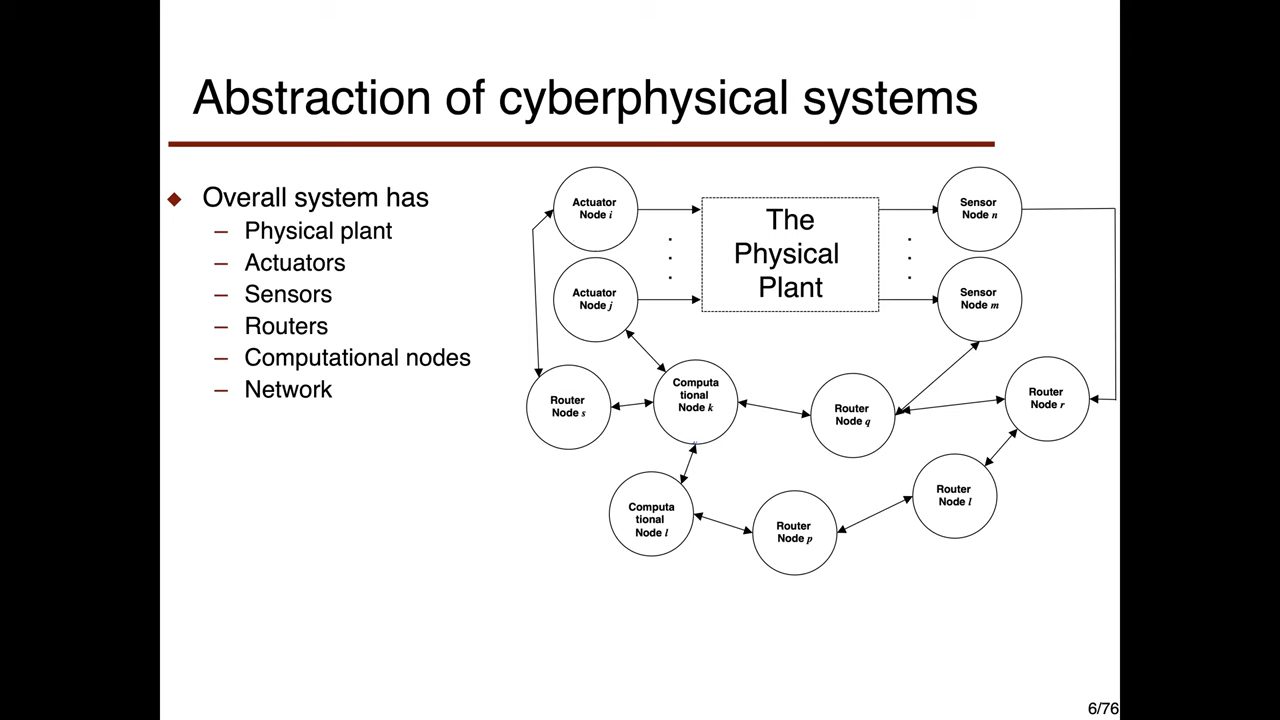 Abstraction of cyberphysical systems
◆ Overall system has
– Physical plant
– Actuators
– Sensors
– Routers
– Computational nodes
– Network
Actuator
Node i
Actuator
Node j
The
Physical
Plant
Sensor
Node n
Sensor
Node m
Router
Node s
Computa
tional
Node k
Router
Node q
Router
Node r
Computa
tional
Node l
Router
Node p
Router
Node l
6/76